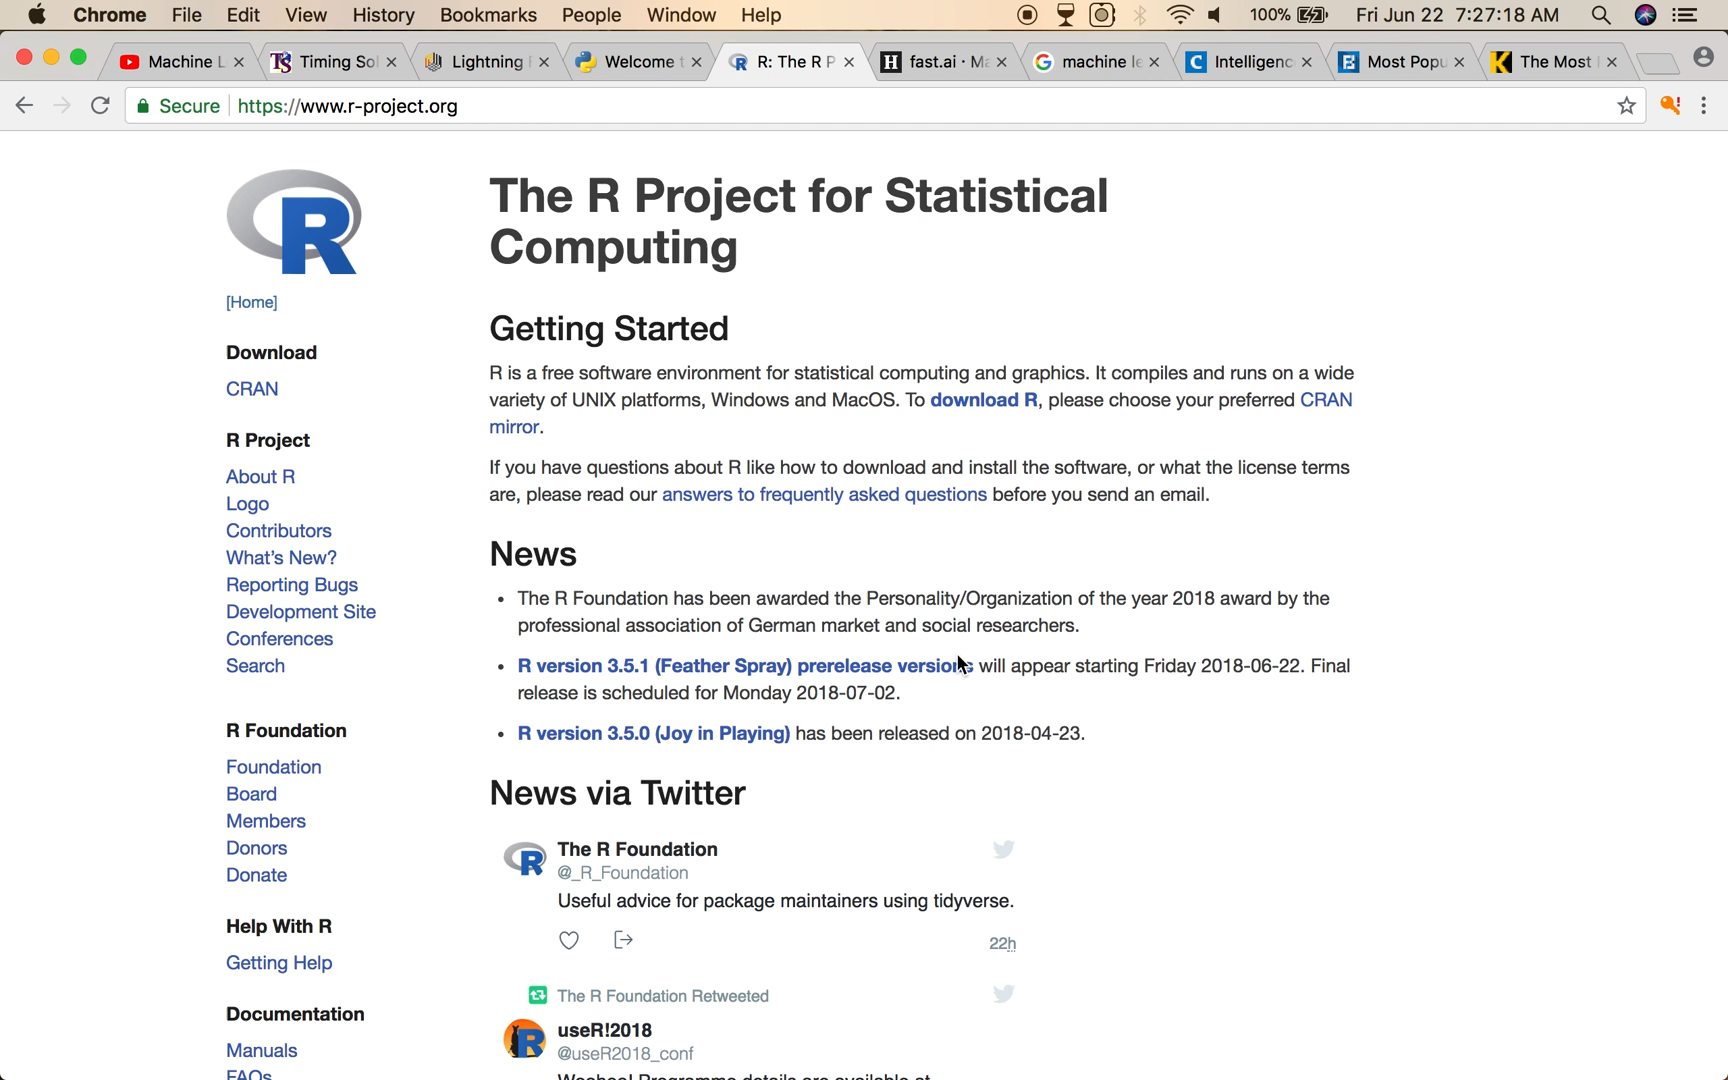 Chrome File Edit View History Bookmarks People Window Help 100% Fri Jun 22 7:27:18 AM
Machine L Timing Sol Lightning Welcome t R: The R P fast.ai · Ma machine le Intelligenc Most Popu The Most
Secure https://www.r-project.org
R
The R Project for Statistical
Computing
[Home]
Download
CRAN
R Project
About R
Logo
Contributors
What's New?
Reporting Bugs
Development Site
Conferences
Search
R Foundation
Foundation
Board
Members
Donors
Donate
Help With R
Getting Help
Documentation
Manuals
FAQs
Getting Started
R is a free software environment for statistical computing and graphics. It compiles and runs on a wide
variety of UNIX platforms, Windows and MacOS. To download R, please choose your preferred CRAN
mirror.
If you have questions about R like how to download and install the software, or what the license terms
are, please read our answers to frequently asked questions before you send an email.
News
• The R Foundation has been awarded the Personality/Organization of the year 2018 award by the
professional association of German market and social researchers.
• R version 3.5.1 (Feather Spray) prerelease versions will appear starting Friday 2018-06-22. Final
release is scheduled for Monday 2018-07-02.
• R version 3.5.0 (Joy in Playing) has been released on 2018-04-23.
News via Twitter
The R Foundation
@_R_Foundation
Useful advice for package maintainers using tidyverse.
22h
The R Foundation Retweeted
useR!2018
@useR2018_conf
Woohoo! Programme details are available at